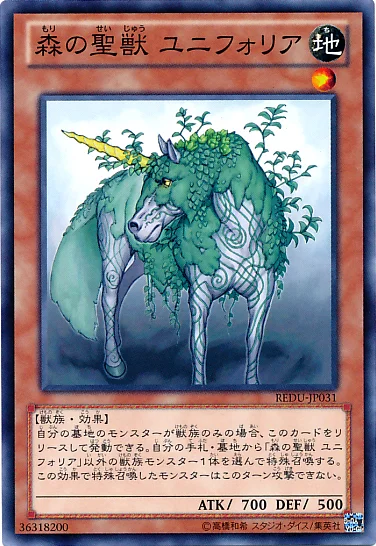 森の聖獣 ユニフォリア
地
REDU-JP031
【獣族・効果】
自分の墓地のモンスターが獣族のみの場合、このカードをリ
リースして発動できる。自分の手札・墓地から「森の聖獣 ユニ
フォリア」以外の獣族モンスター1体を選んで特殊召喚する。
この効果で特殊召喚したモンスターはこのターン攻撃できない。
ATK/ 700 DEF/ 500
36318200
©高橋和希 スタジオ・ダイス/集英社